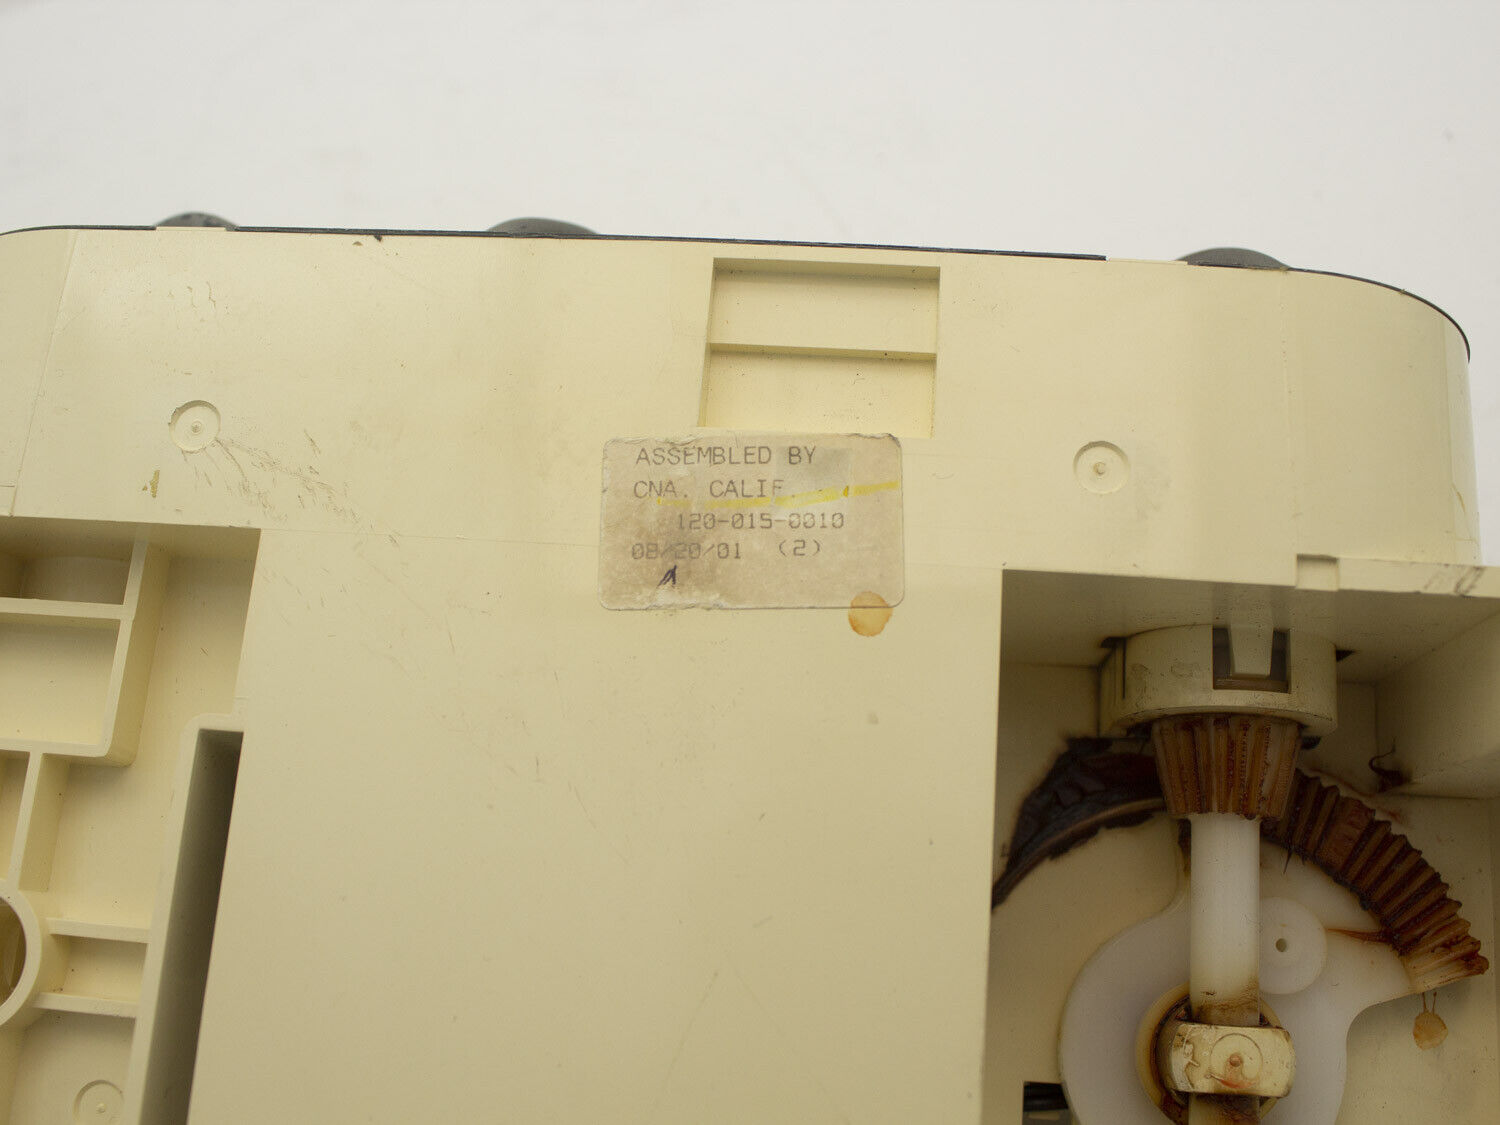 ASSEMBLED BY
CNA. CALIF.
120-015-0010
08/20/01 (2)